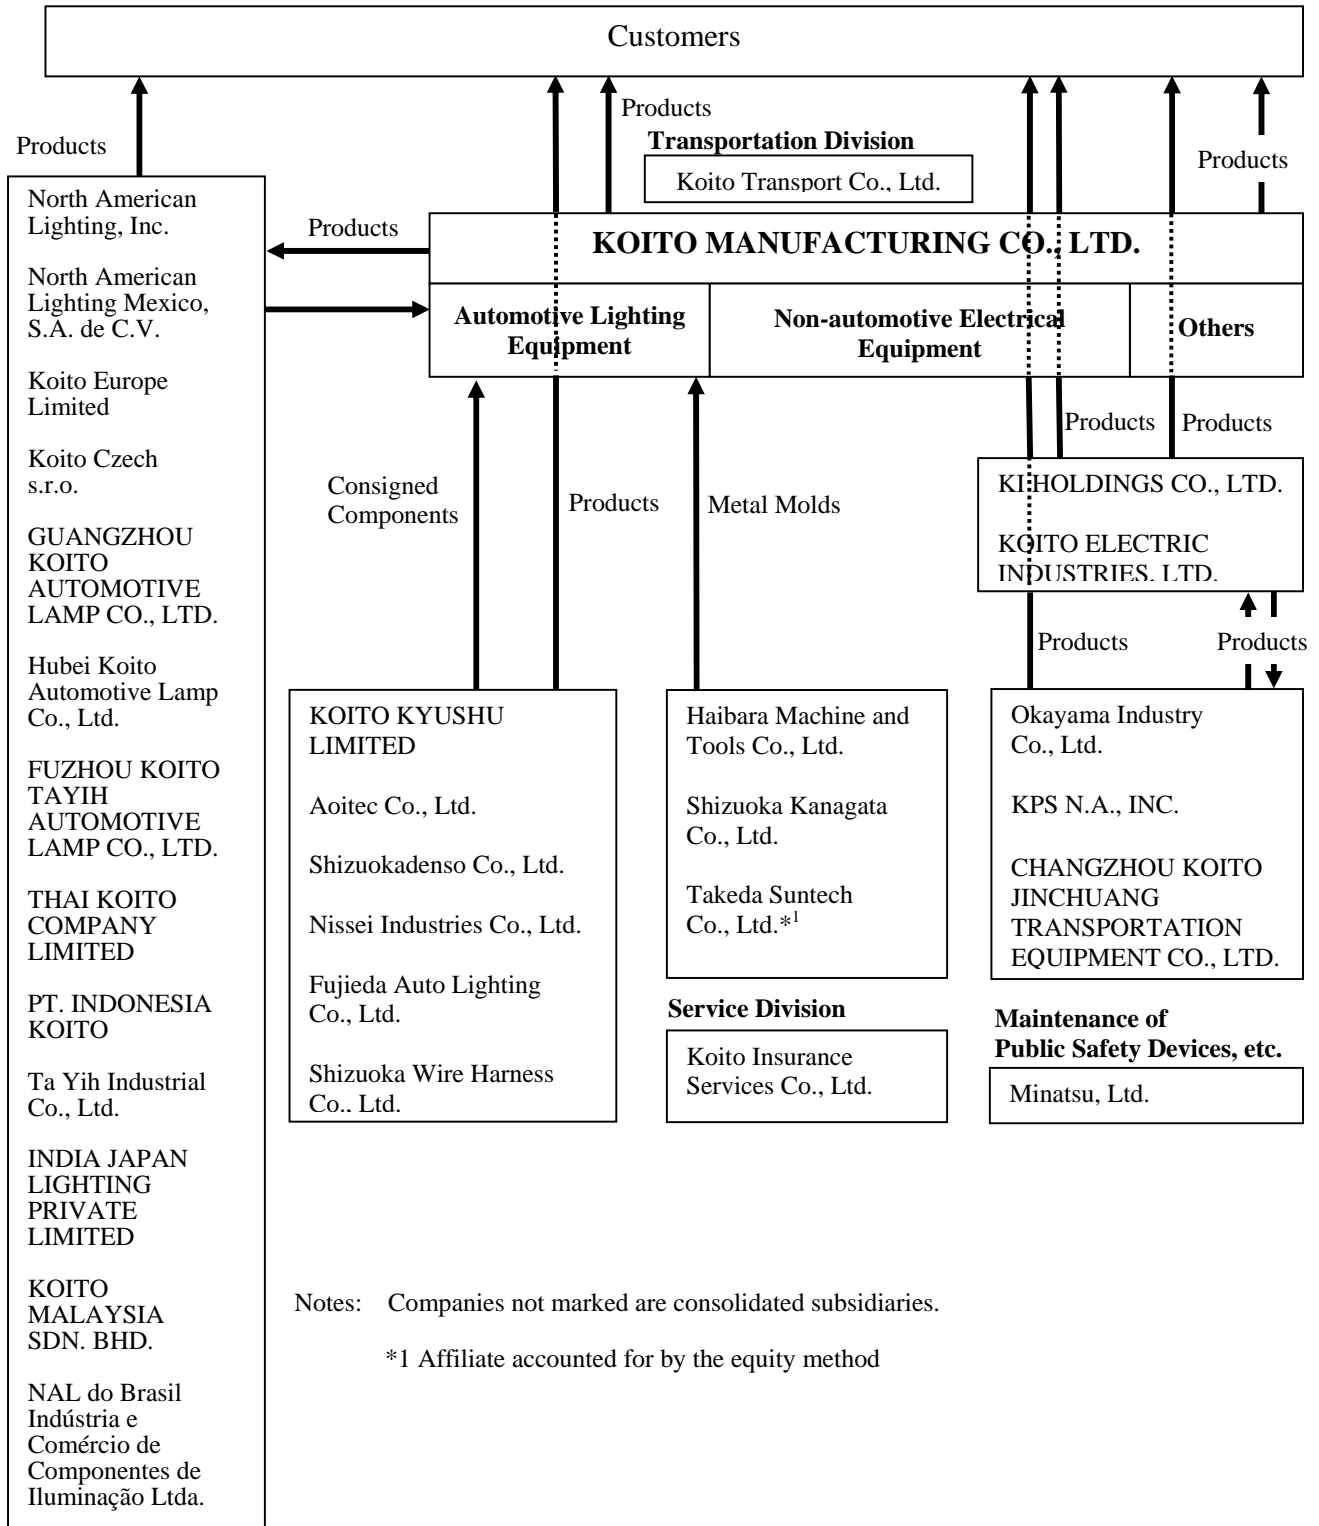 Customers
Products
Products
Transportation Division
Koito Transport Co., Ltd.
Products
Products
KOITO MANUFACTURING CO., LTD.
Automotive Lighting
Equipment
Non-automotive Electrical
Equipment
Others
North American
Lighting, Inc.
North American
Lighting Mexico,
S.A. de C.V.
Koito Europe
Limited
Koito Czech
s.r.o.
GUANGZHOU
KOITO
AUTOMOTIVE
LAMP CO., LTD.
Hubei Koito
Automotive Lamp
Co., Ltd.
FUZHOU KOITO
TAYIH
AUTOMOTIVE
LAMP CO., LTD.
THAI KOITO
COMPANY
LIMITED
PT. INDONESIA
KOITO
Ta Yih Industrial
Co., Ltd.
INDIA JAPAN
LIGHTING
PRIVATE
LIMITED
KOITO
MALAYSIA
SDN. BHD.
NAL do Brasil
Indústria e
Comércio de
Componentes de
Iluminação Ltda.
Consigned
Components
Products
Metal Molds
Products
Products
KI HOLDINGS CO., LTD.
KOITO ELECTRIC
INDUSTRIES, LTD.
Products
Products
KOITO KYUSHU
LIMITED
Aoitec Co., Ltd.
Shizuokadenso Co., Ltd.
Nissei Industries Co., Ltd.
Fujieda Auto Lighting
Co., Ltd.
Shizuoka Wire Harness
Co., Ltd.
Haibara Machine and
Tools Co., Ltd.
Shizuoka Kanagata
Co., Ltd.
Takeda Suntech
Co., Ltd.*1
Service Division
Koito Insurance
Services Co., Ltd.
Okayama Industry
Co., Ltd.
KPS N.A., INC.
CHANGZHOU KOITO
JINCHUANG
TRANSPORTATION
EQUIPMENT CO., LTD.
Maintenance of
Public Safety Devices, etc.
Minatsu, Ltd.
Notes: Companies not marked are consolidated subsidiaries.
*1 Affiliate accounted for by the equity method